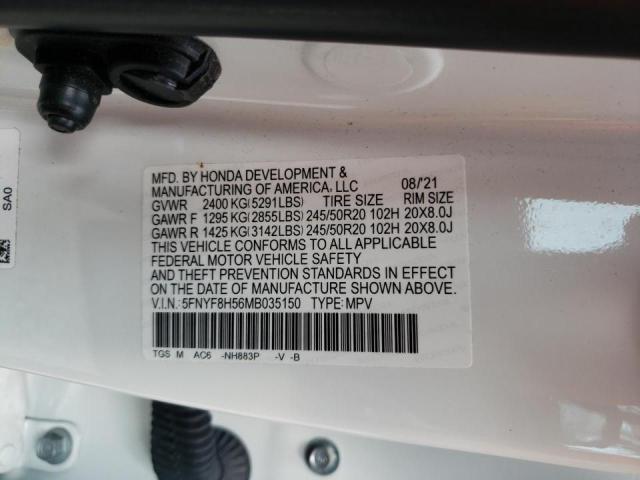 SA0
MFD. BY HONDA DEVELOPMENT &
MANUFACTURING OF AMERICA, LLC 08/'21
GVWR 2400 KG(5291LBS) TIRE SIZE RIM SIZE
GAWR F 1295 KG(2855LBS) 245/50R20 102H 20X8.0J
GAWR R 1425 KG(3142LBS) 245/50R20 102H 20X8.0J
THIS VEHICLE CONFORMS TO ALL APPLICABLE
FEDERAL MOTOR VEHICLE SAFETY
AND THEFT PREVENTION STANDARDS IN EFFECT
ON THE DATE OF MANUFACTURE SHOWN ABOVE.
V.I.N.: 5FNYF8H56MB035150 TYPE: MPV
TGS M AC6 -NH883P -V -B